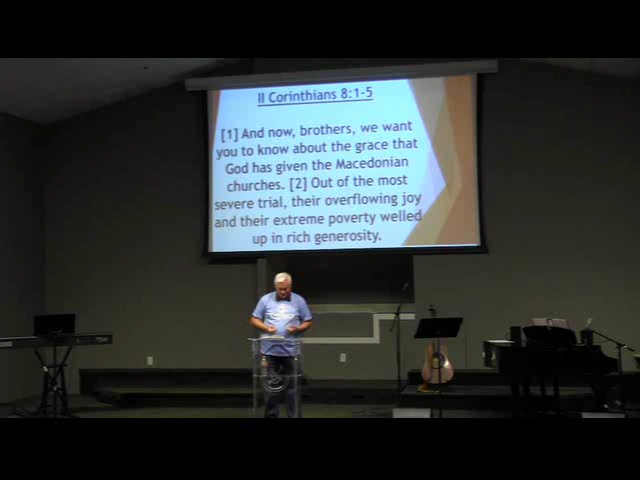 II Corinthians 8:1-5
[1] And now, brothers, we want
you to know about the grace that
God has given the Macedonian
churches. [2] Out of the most
severe trial, their overflowing joy
and their extreme poverty welled
up in rich generosity.